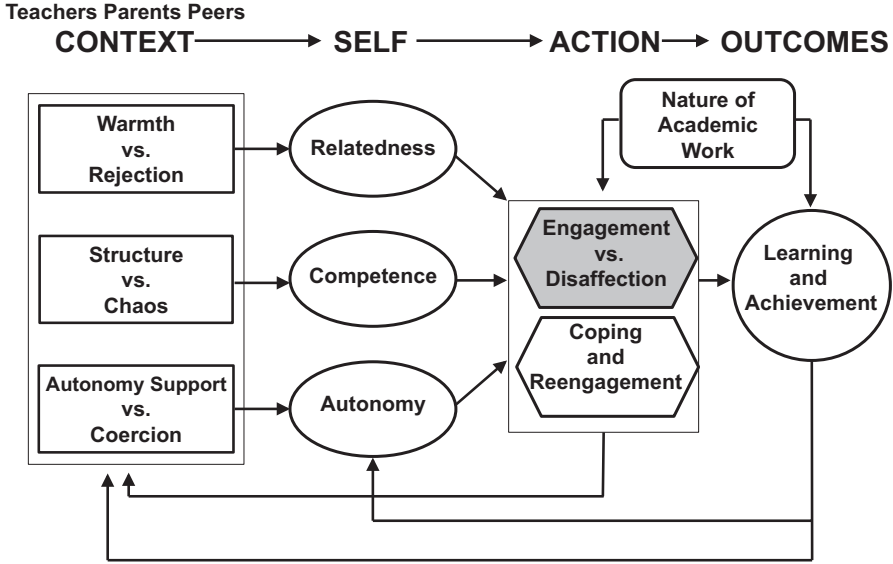 Teachers Parents Peers
CONTEXT SELF ACTION OUTCOMES
Warmth
vs.
Rejection
Relatedness
Nature of
Academic
Work
Structure
vs.
Chaos
Competence
Engagement
vs.
Disaffection
Learning
and
Achievement
Autonomy Support
vs.
Coercion
Autonomy
Coping
and
Reengagement